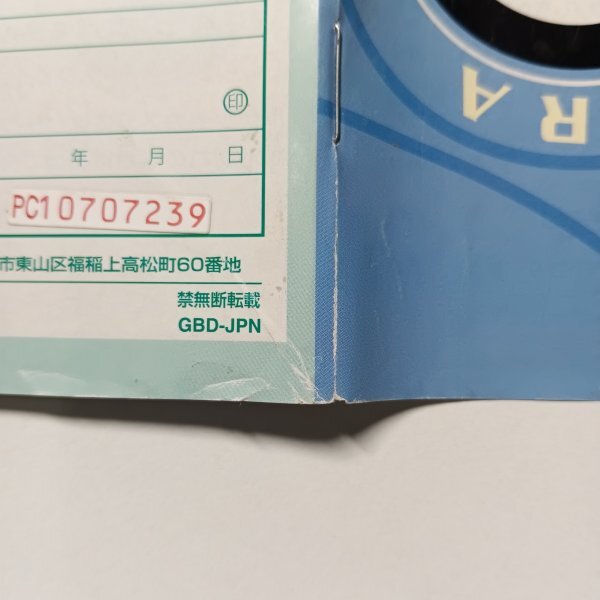 印
年 月 日
PC10707239
市東山区福稲上高松町60番地
禁無断転載
GBD-JPN
RA